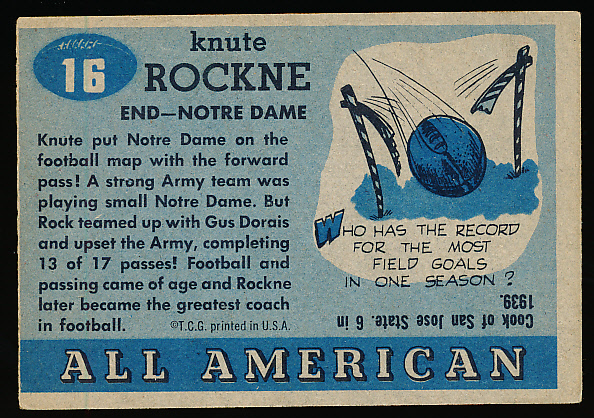 16
knute
ROCKNE
END—NOTRE DAME
Knute put Notre Dame on the
football map with the forward
pass! A strong Army team was
playing small Notre Dame. But
Rock teamed up with Gus Dorais
and upset the Army, completing
13 of 17 passes! Football and
passing came of age and Rockne
later became the greatest coach
in football.
©T.C.G. printed in U.S.A.
WHO HAS THE RECORD
FOR THE MOST
FIELD GOALS
IN ONE SEASON?
Cook of San Jose State. 6 in
1939.
ALL AMERICAN